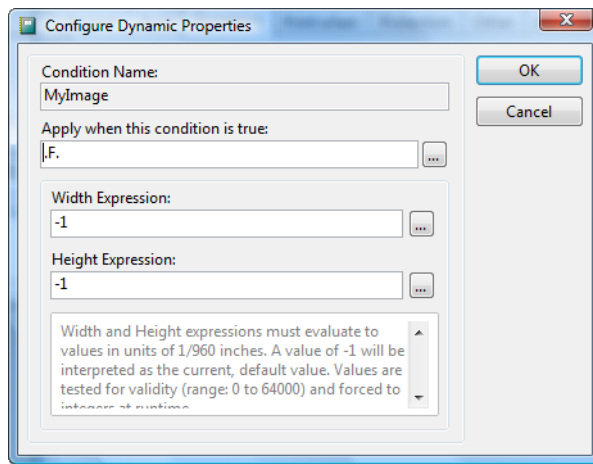 Configure Dynamic Properties
Condition Name:
MyImage
Apply when this condition is true:
.F.
...
Width Expression:
-1
...
Height Expression:
-1
...
Width and Height expressions must evaluate to
values in units of 1/960 inches. A value of -1 will be
interpreted as the current, default value. Values are
tested for validity (range: 0 to 64000) and forced to
integers at runtime.
OK
Cancel